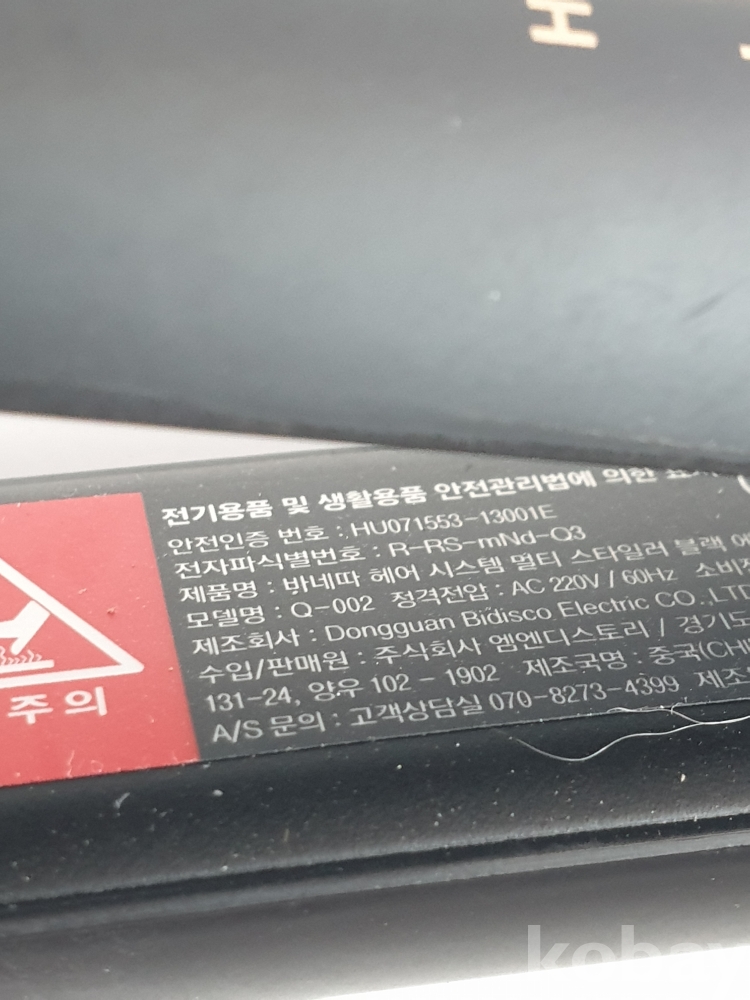 H
전기용품 및 생활용품 안전관리법에 의한
안전인증 번호 : HU071553-13001E
전자파식별번호 : R-RS-mNd-Q3
제품명 : 반네따 헤어 시스템 멀티 스타일러 블랙
모델명 : Q-002 정격전압 : AC 220V / 60Hz 소비
제조회사 : Dongguan Bidisco Electric CO.,LTD
수입/판매원 : 주식회사 엠엔디스토리 / 경기도
131-24, 양우 102 - 1902 제조국명 : 중국(CHI
A/S 문의 : 고객상담실 070-8273-4399 제조
주의
kobay